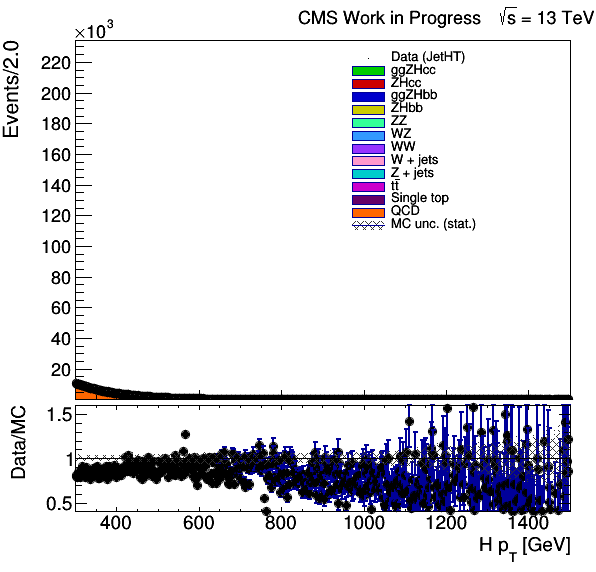 CMS Work in Progress √s = 13 TeV
×10³
Events/2.0
220
200
180
160
140
120
100
80
60
40
20
Data (JetHT)
ggZHcc
ZHcc
ggZHbb
ZHbb
ZZ
WZ
WW
W + jets
Z + jets
tt̄
Single top
QCD
MC unc. (stat.)
Data/MC
1.5
1
0.5
400 600 800 1000 1200 1400
H p_T [GeV]